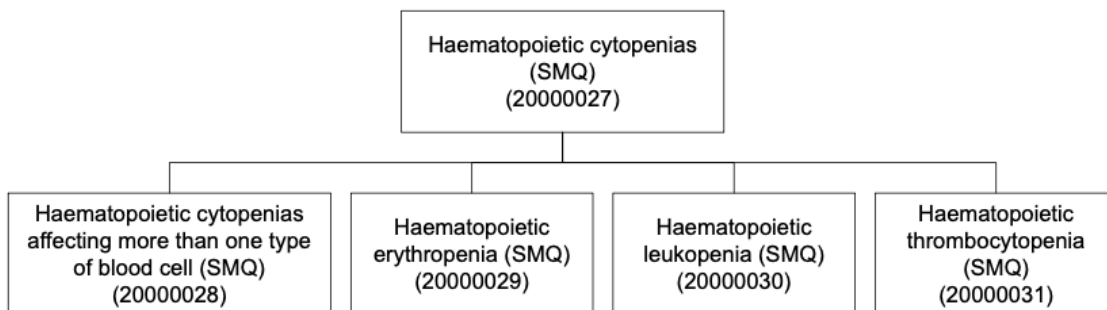 Haematopoietic cytopenias
(SMQ)
(20000027)
Haematopoietic cytopenias
affecting more than one type
of blood cell (SMQ)
(20000028)
Haematopoietic
erythropenia (SMQ)
(20000029)
Haematopoietic
leukopenia (SMQ)
(20000030)
Haematopoietic
thrombocytopenia
(SMQ)
(20000031)